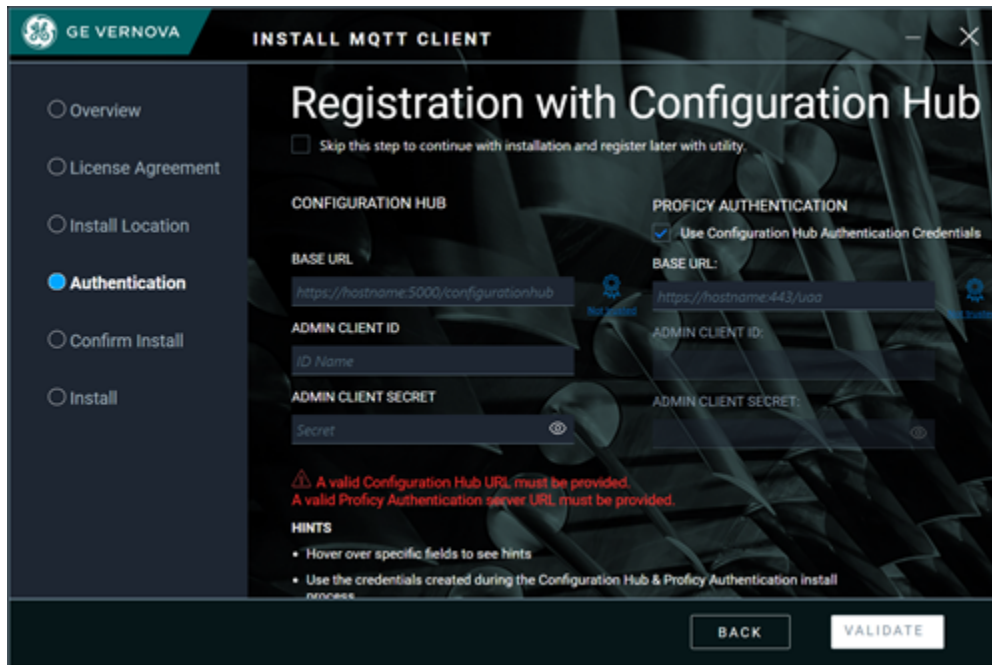 GE VERNOVA
INSTALL MQTT CLIENT
Overview
License Agreement
Install Location
Authentication
Confirm Install
Install
Registration with Configuration Hub
Skip this step to continue with installation and register later with utility.
CONFIGURATION HUB
BASE URL
https://hostname:5000/configurationhub
Not trusted
ADMIN CLIENT ID
ID Name
ADMIN CLIENT SECRET
Secret
PROFICY AUTHENTICATION
Use Configuration Hub Authentication Credentials
BASE URL:
https://hostname:443/uaa
Not trusted
ADMIN CLIENT ID:
ADMIN CLIENT SECRET:
A valid Configuration Hub URL must be provided.
A valid Proficy Authentication server URL must be provided.
HINTS
• Hover over specific fields to see hints
• Use the credentials created during the Configuration Hub & Proficy Authentication install
process
BACK
VALIDATE